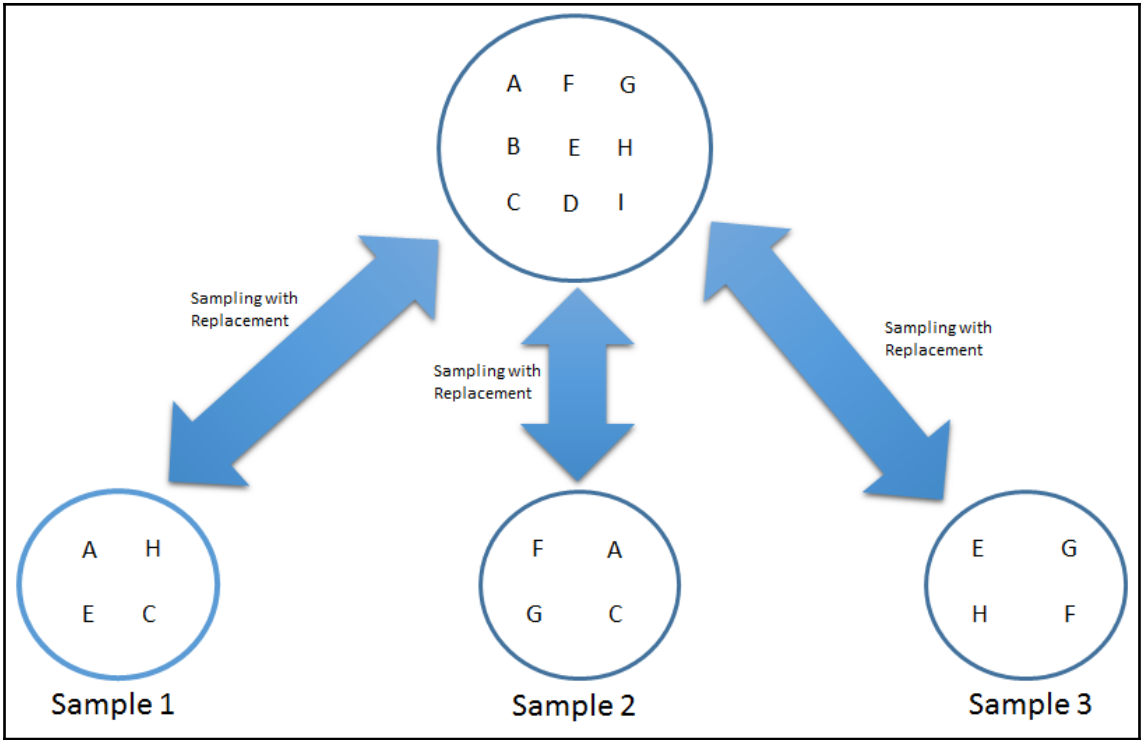 A F G
B E H
C D I
Sampling with
Replacement
Sampling with
Replacement
Sampling with
Replacement
A H
E C
Sample 1
F A
G C
Sample 2
E G
H F
Sample 3